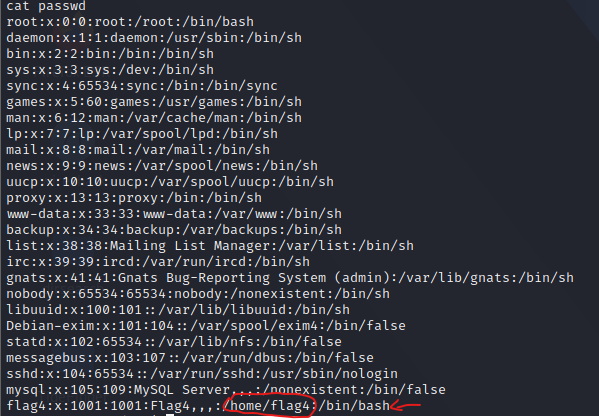 cat passwd
root:x:0:0:root:/root:/bin/bash
daemon:x:1:1:daemon:/usr/sbin:/bin/sh
bin:x:2:2:bin:/bin:/bin/sh
sys:x:3:3:sys:/dev:/bin/sh
sync:x:4:65534:sync:/bin:/bin/sync
games:x:5:60:games:/usr/games:/bin/sh
man:x:6:12:man:/var/cache/man:/bin/sh
lp:x:7:7:lp:/var/spool/lpd:/bin/sh
mail:x:8:8:mail:/var/mail:/bin/sh
news:x:9:9:news:/var/spool/news:/bin/sh
uucp:x:10:10:uucp:/var/spool/uucp:/bin/sh
proxy:x:13:13:proxy:/bin:/bin/sh
www-data:x:33:33:www-data:/var/www:/bin/sh
backup:x:34:34:backup:/var/backups:/bin/sh
list:x:38:38:Mailing List Manager:/var/list:/bin/sh
irc:x:39:39:ircd:/var/run/ircd:/bin/sh
gnats:x:41:41:Gnats Bug-Reporting System (admin):/var/lib/gnats:/bin/sh
nobody:x:65534:65534:nobody:/nonexistent:/bin/sh
libuuid:x:100:101::/var/lib/libuuid:/bin/sh
Debian-exim:x:101:104::/var/spool/exim4:/bin/false
statd:x:102:65534::/var/lib/nfs:/bin/false
messagebus:x:103:107::/var/run/dbus:/bin/false
sshd:x:104:65534::/var/run/sshd:/usr/sbin/nologin
mysql:x:105:109:MySQL Server,,,:/nonexistent:/bin/false
flag4:x:1001:1001:Flag4,,,:/home/flag4:/bin/bash